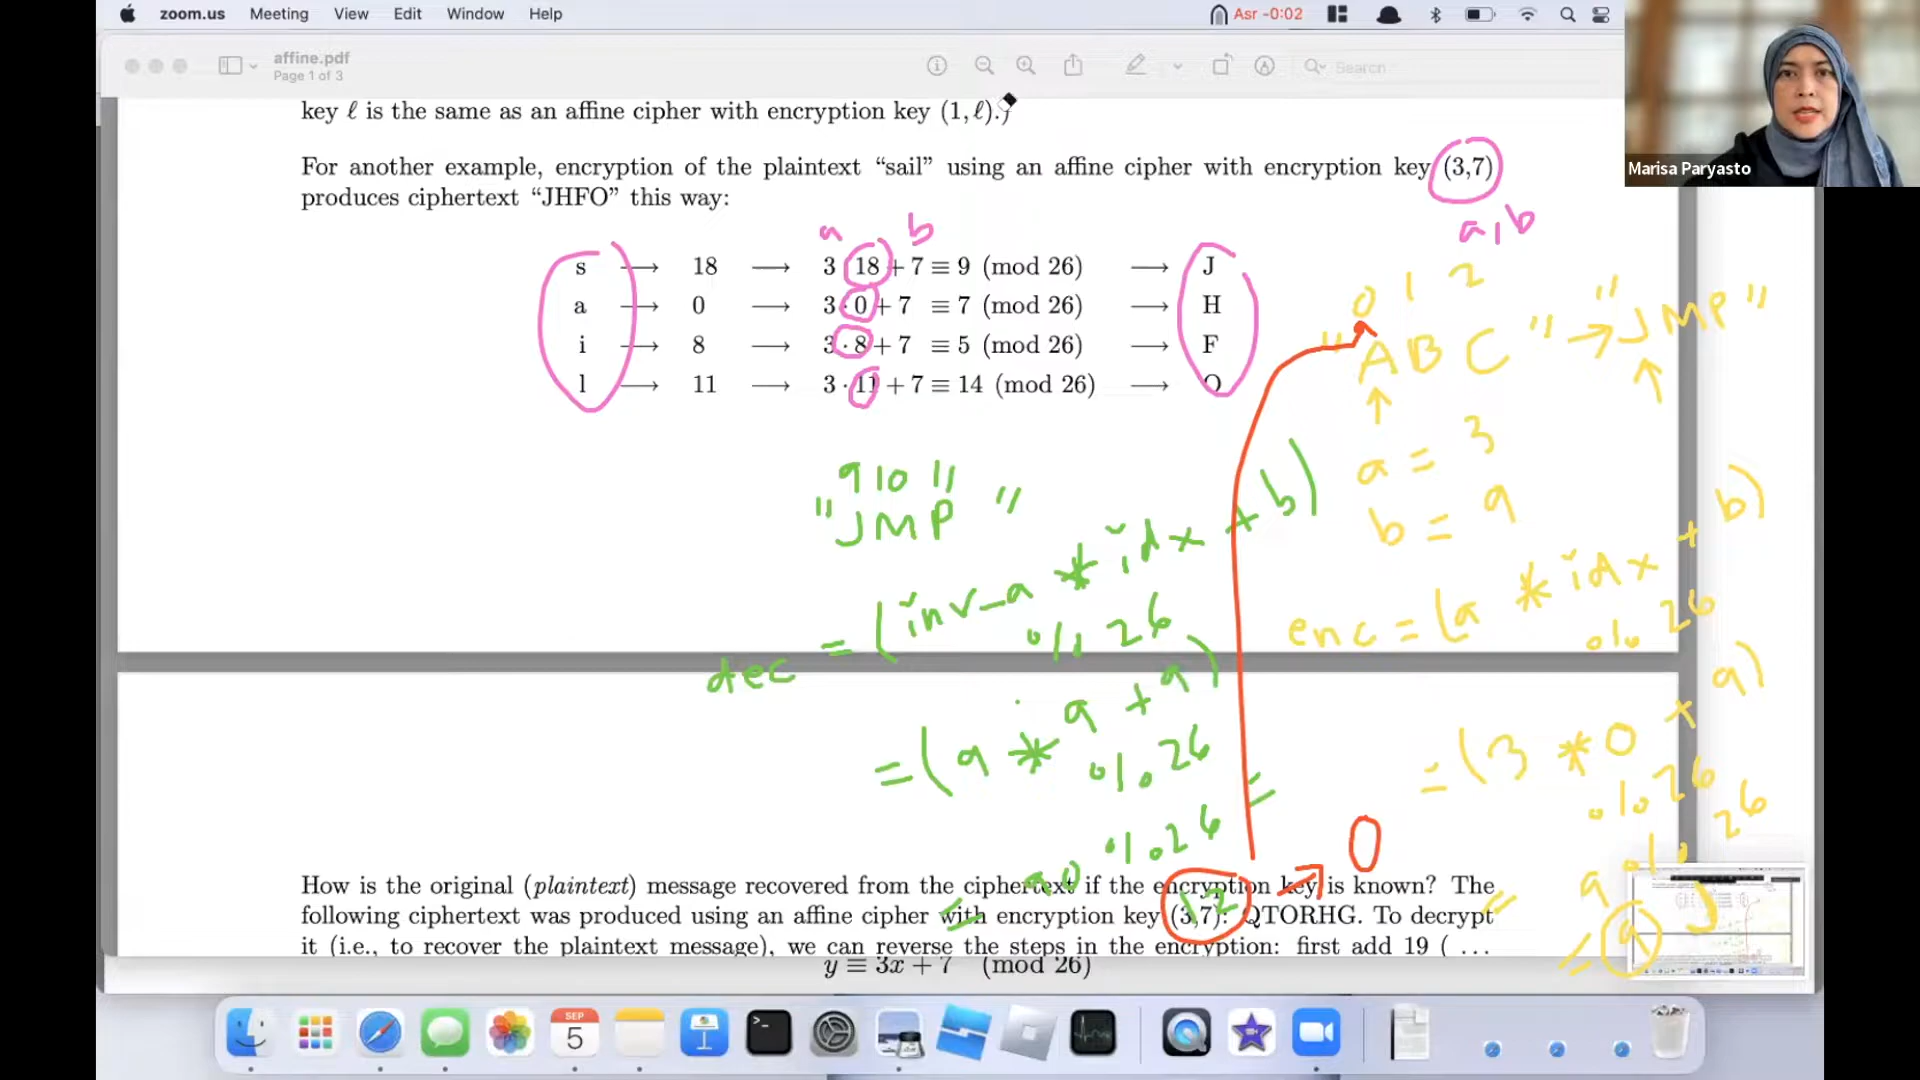 zoom.us Meeting View Edit Window Help Asr -0:02
affine.pdf
Page 1 of 3
Search
Marisa Paryasto
key ℓ is the same as an affine cipher with encryption key (1, ℓ).
For another example, encryption of the plaintext “sail” using an affine cipher with encryption key (3,7)
produces ciphertext “JHFO” this way:
a, b
a b
s → 18 → 3 18 + 7 ≡ 9 (mod 26) → J
a → 0 → 3 · 0 + 7 ≡ 7 (mod 26) → H
i → 8 → 3 · 8 + 7 ≡ 5 (mod 26) → F
l → 11 → 3 · 11 + 7 ≡ 14 (mod 26) → O
0 1 2
"ABC" → "JMP"
a = 3
b = 9
enc = (a * idx + b)
% 26
= (3 * 0 + 9)
% 26
= 9 % 26
= 9 J
9 10 11
"JMP"
dec = (inv_a * idx + b)
% 26
= (9 * 9 + 9)
% 26
= 90 % 26 =
12 → 0
How is the original (plaintext) message recovered from the ciphertext if the encryption key is known? The
following ciphertext was produced using an affine cipher with encryption key (3,7): QTORHG. To decrypt
it (i.e., to recover the plaintext message), we can reverse the steps in the encryption: first add 19 ( …
y ≡ 3x + 7 (mod 26)
SEP
5